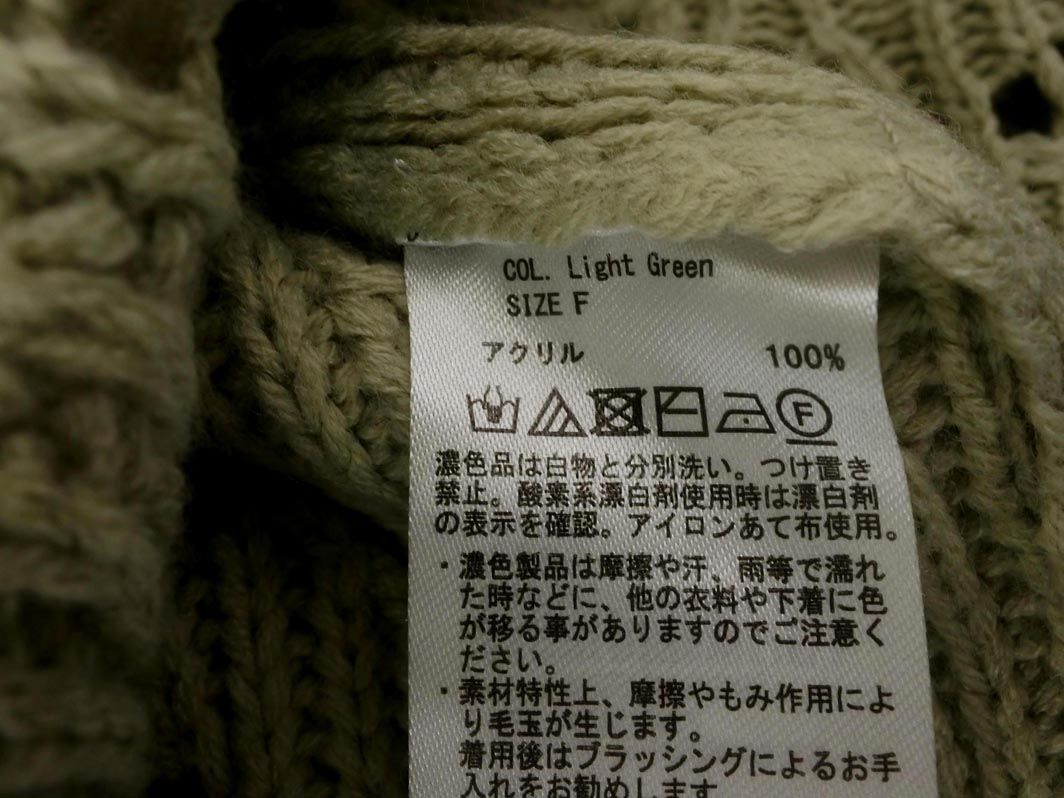 COL. Light Green
SIZE F
アクリル 100%
F
濃色品は白物と分別洗い。つけ置き
禁止。酸素系漂白剤使用時は漂白剤
の表示を確認。アイロンあて布使用。
・濃色製品は摩擦や汗、雨等で濡れ
た時などに、他の衣料や下着に色
が移る事がありますのでご注意く
ださい。
・素材特性上、摩擦やもみ作用によ
り毛玉が生じます。
着用後はブラッシングによるお手
入れをお勧めします